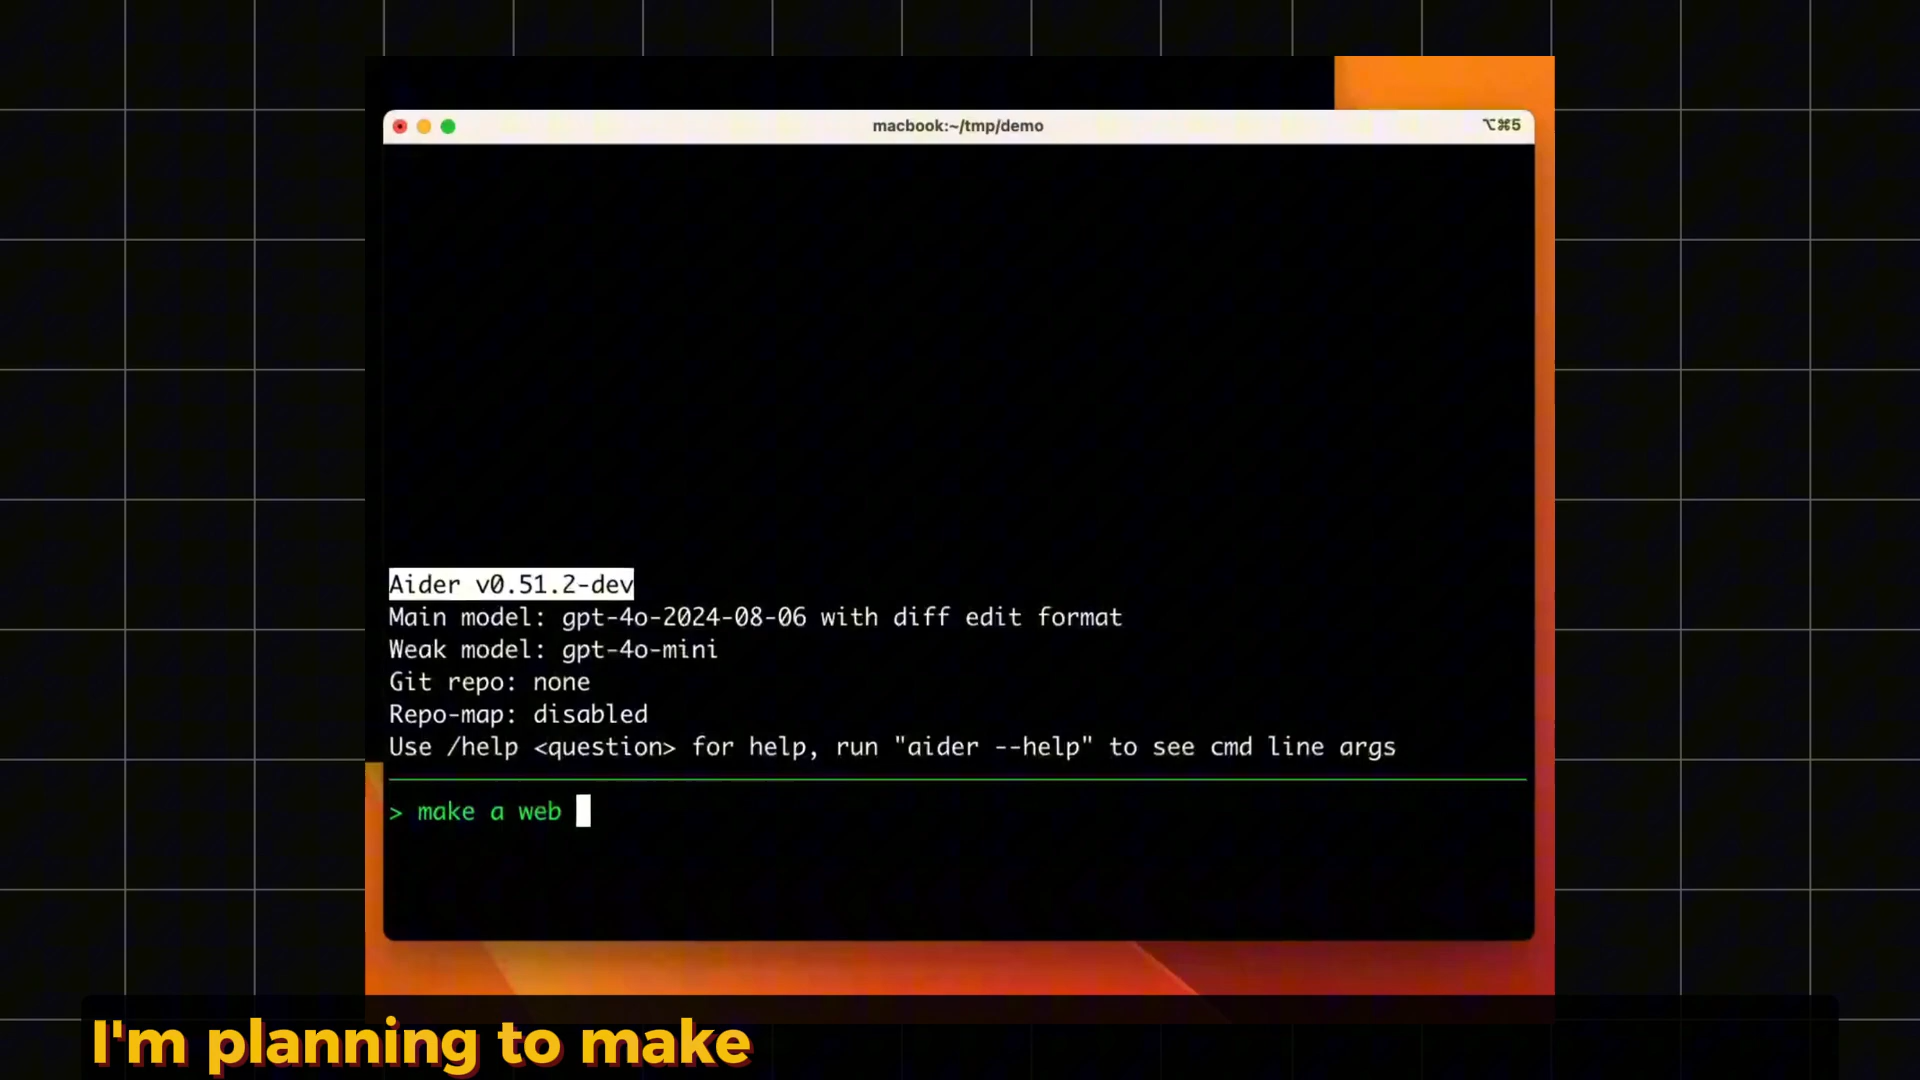 macbook:~/tmp/demo
⌥⌘5
Aider v0.51.2-dev
Main model: gpt-4o-2024-08-06 with diff edit format
Weak model: gpt-4o-mini
Git repo: none
Repo-map: disabled
Use /help <question> for help, run "aider --help" to see cmd line args
> make a web
I'm planning to make